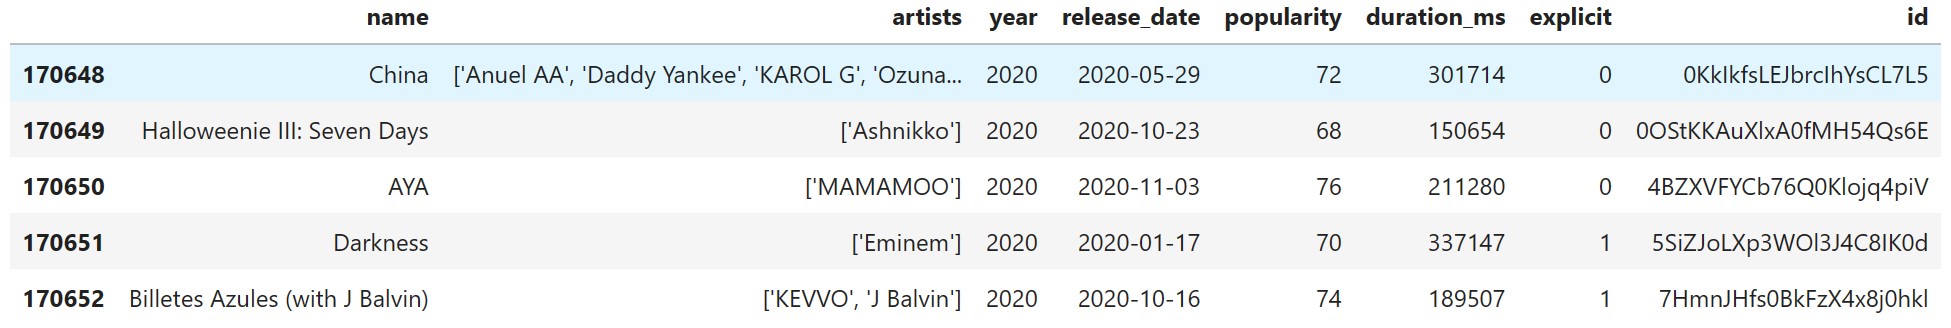 name artists year release_date popularity duration_ms explicit id
170648 China ['Anuel AA', 'Daddy Yankee', 'KAROL G', 'Ozuna... 2020 2020-05-29 72 301714 0 0KkIkfsLEJbrcIhYsCL7L5
170649 Halloweenie III: Seven Days ['Ashnikko'] 2020 2020-10-23 68 150654 0 0OStKKAuXlxA0fMH54Qs6E
170650 AYA ['MAMAMOO'] 2020 2020-11-03 76 211280 0 4BZXVFYCb76Q0Klojq4piV
170651 Darkness ['Eminem'] 2020 2020-01-17 70 337147 1 5SiZJoLXp3WOl3J4C8IK0d
170652 Billetes Azules (with J Balvin) ['KEVVO', 'J Balvin'] 2020 2020-10-16 74 189507 1 7HmnJHfs0BkFzX4x8j0hkl